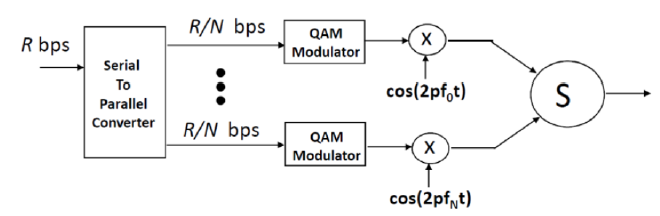 R bps
Serial
To
Parallel
Converter
R/N bps
QAM
Modulator
X
cos(2pf0t)
S
R/N bps
QAM
Modulator
X
cos(2pfNt)